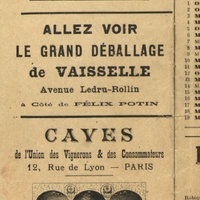 ALLEZ VOIR
LE GRAND DÉBALLAGE
de VAISSELLE
Avenue Ledru-Rollin
à Côté de FÉLIX POTIN
CAVES
de l'Union des Vignerons & des Consommateurs
12, Rue de Lyon — PARIS